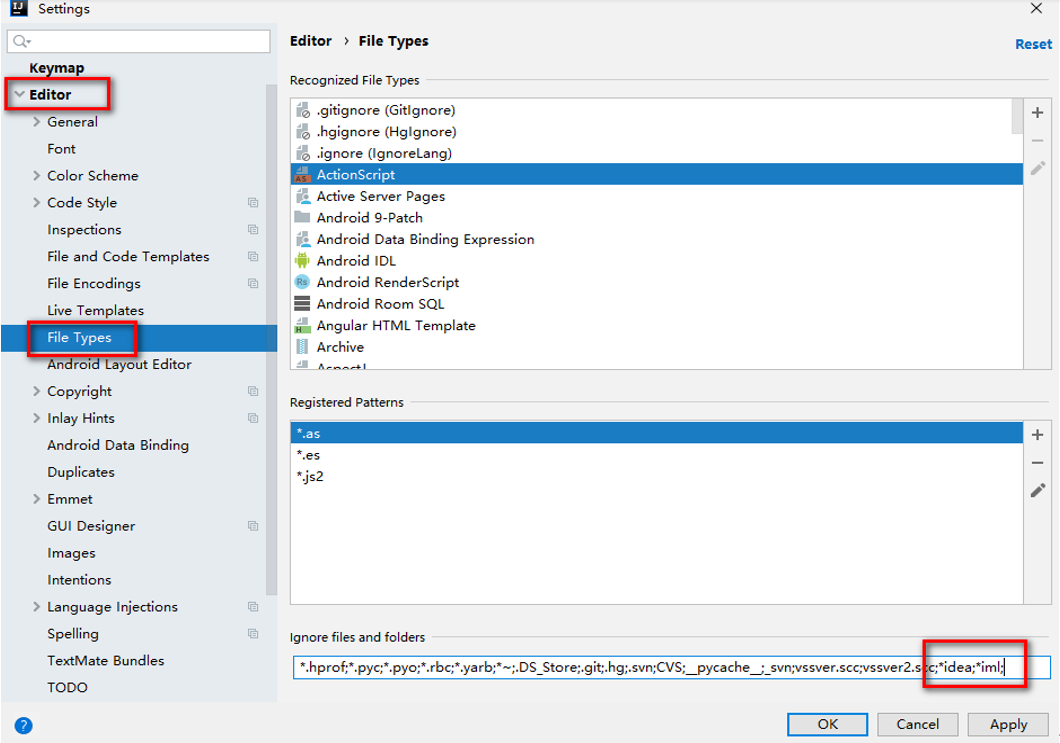 IJ Settings
Keymap
Editor
General
Font
Color Scheme
Code Style
Inspections
File and Code Templates
File Encodings
Live Templates
File Types
Android Layout Editor
Copyright
Inlay Hints
Android Data Binding
Duplicates
Emmet
GUI Designer
Images
Intentions
Language Injections
Spelling
TextMate Bundles
TODO
?
Editor › File Types
Reset
Recognized File Types
.gitignore (GitIgnore)
.hgignore (HgIgnore)
.ignore (IgnoreLang)
AS ActionScript
Active Server Pages
Android 9-Patch
Android Data Binding Expression
Android IDL
Rs Android RenderScript
Android Room SQL
H Angular HTML Template
Archive
AspectJ
Registered Patterns
*.as
*.es
*.js2
Ignore files and folders
*.hprof;*.pyc;*.pyo;*.rbc;*.yarb;*~;.DS_Store;.git;.hg;.svn;CVS;__pycache__;_svn;vssver.scc;vssver2.scc;*idea;*iml;
OK
Cancel
Apply